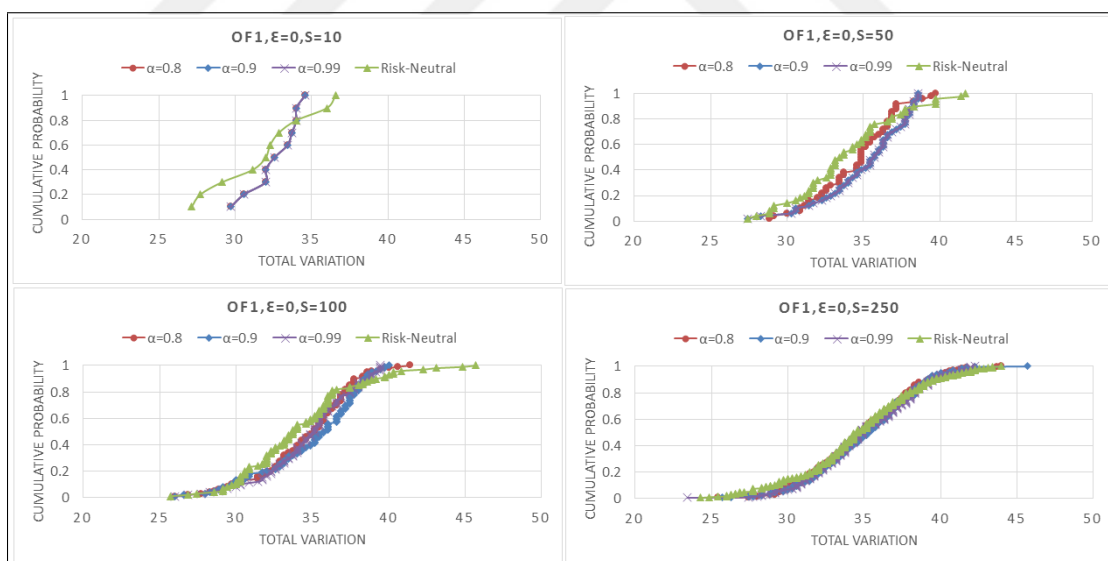 OF1,Ɛ=0,S=10
α=0.8 α=0.9 α=0.99 Risk-Neutral
CUMULATIVE PROBABILITY
1
0.8
0.6
0.4
0.2
0
20 25 30 35 40 45 50
TOTAL VARIATION
OF1,Ɛ=0,S=50
α=0.8 α=0.9 α=0.99 Risk-Neutral
CUMULATIVE PROBABILITY
1
0.8
0.6
0.4
0.2
0
20 25 30 35 40 45 50
TOTAL VARIATION
OF1,Ɛ=0,S=100
α=0.8 α=0.9 α=0.99 Risk-Neutral
CUMULATIVE PROBABILITY
1
0.8
0.6
0.4
0.2
0
20 25 30 35 40 45 50
TOTAL VARIATION
OF1,Ɛ=0,S=250
α=0.8 α=0.9 α=0.99 Risk-Neutral
CUMULATIVE PROBABILITY
1
0.8
0.6
0.4
0.2
0
20 25 30 35 40 45 50
TOTAL VARIATION